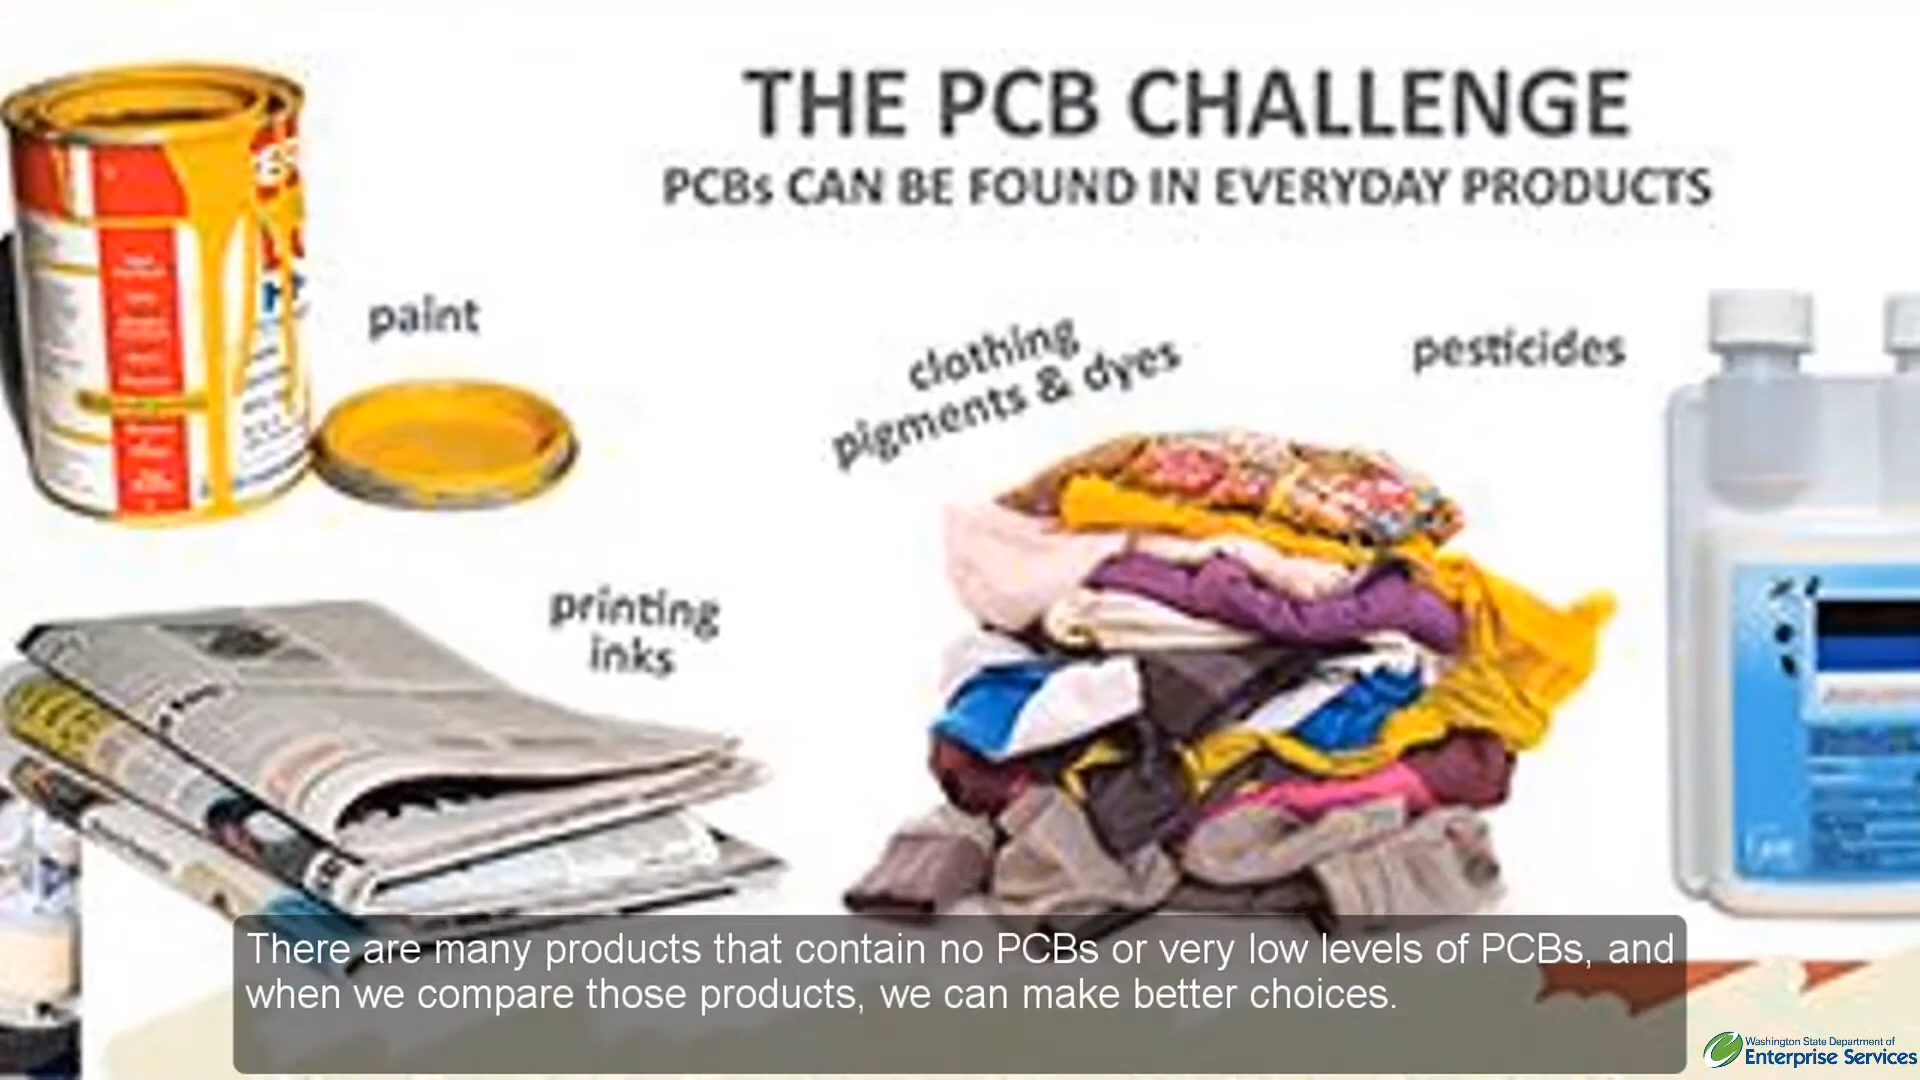 THE PCB CHALLENGE
PCBs CAN BE FOUND IN EVERYDAY PRODUCTS
paint
clothing
pigments & dyes
pesticides
printing
inks
There are many products that contain no PCBs or very low levels of PCBs, and
when we compare those products, we can make better choices.
Washington State Department of
Enterprise Services